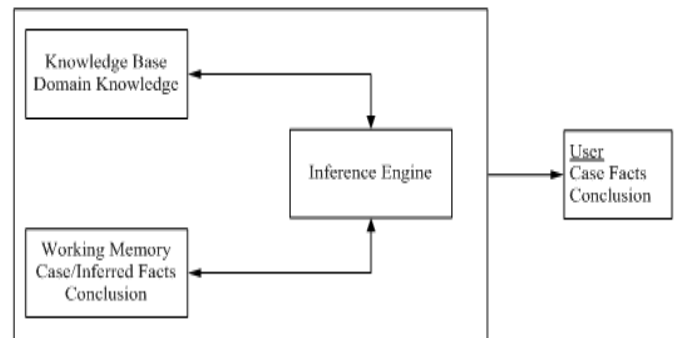 Knowledge Base
Domain Knowledge
Inference Engine
User
Case Facts
Conclusion
Working Memory
Case/Inferred Facts
Conclusion